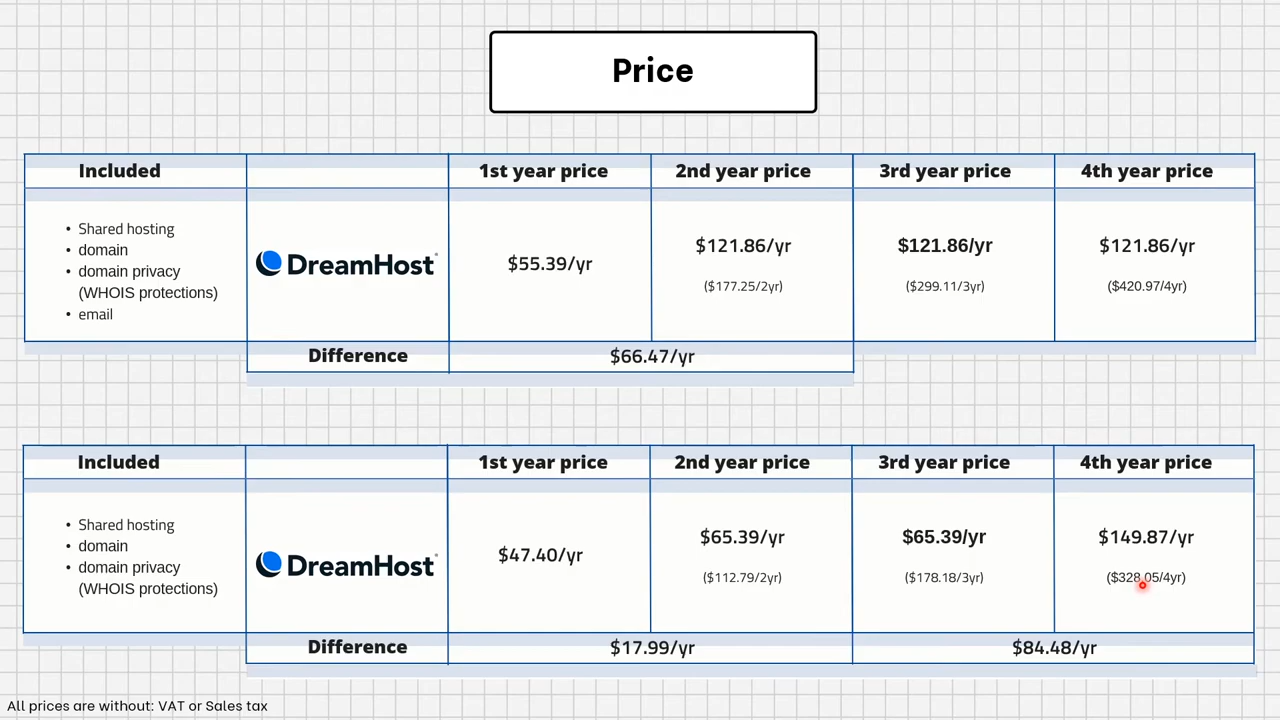 Price
Included 1st year price 2nd year price 3rd year price 4th year price
• Shared hosting
• domain
• domain privacy
(WHOIS protections)
• email
DreamHost
$55.39/yr
$121.86/yr
($177.25/2yr)
$121.86/yr
($299.11/3yr)
$121.86/yr
($420.97/4yr)
Difference $66.47/yr
Included 1st year price 2nd year price 3rd year price 4th year price
• Shared hosting
• domain
• domain privacy
(WHOIS protections)
DreamHost
$47.40/yr
$65.39/yr
($112.79/2yr)
$65.39/yr
($178.18/3yr)
$149.87/yr
($328.05/4yr)
Difference $17.99/yr $84.48/yr
All prices are without: VAT or Sales tax